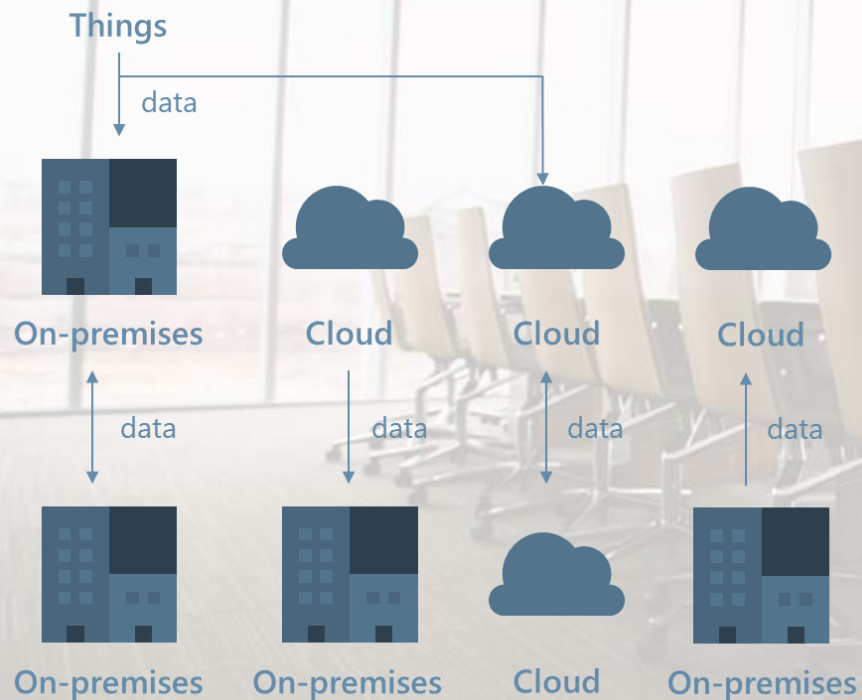 Things
data
On-premises
Cloud
Cloud
Cloud
data
data
data
data
On-premises
On-premises
Cloud
On-premises